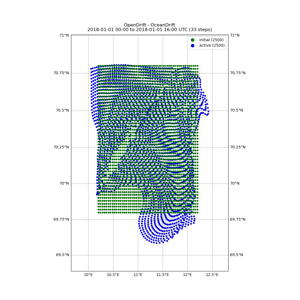 OpenDrift - OceanDrift
2018-01-01 00:00 to 2018-01-01 16:00 UTC (33 steps)
initial (2500)
active (2500)
71°N 71°N
70.75°N 70.75°N
70.5°N 70.5°N
70.25°N 70.25°N
70°N 70°N
69.75°N 69.75°N
69.5°N 69.5°N
10°E 10.5°E 11°E 11.5°E 12°E 12.5°E